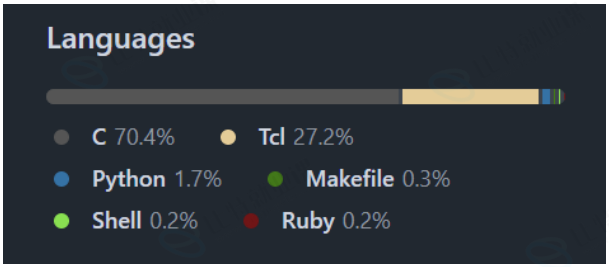 Languages
C 70.4% Tcl 27.2%
Python 1.7% Makefile 0.3%
Shell 0.2% Ruby 0.2%